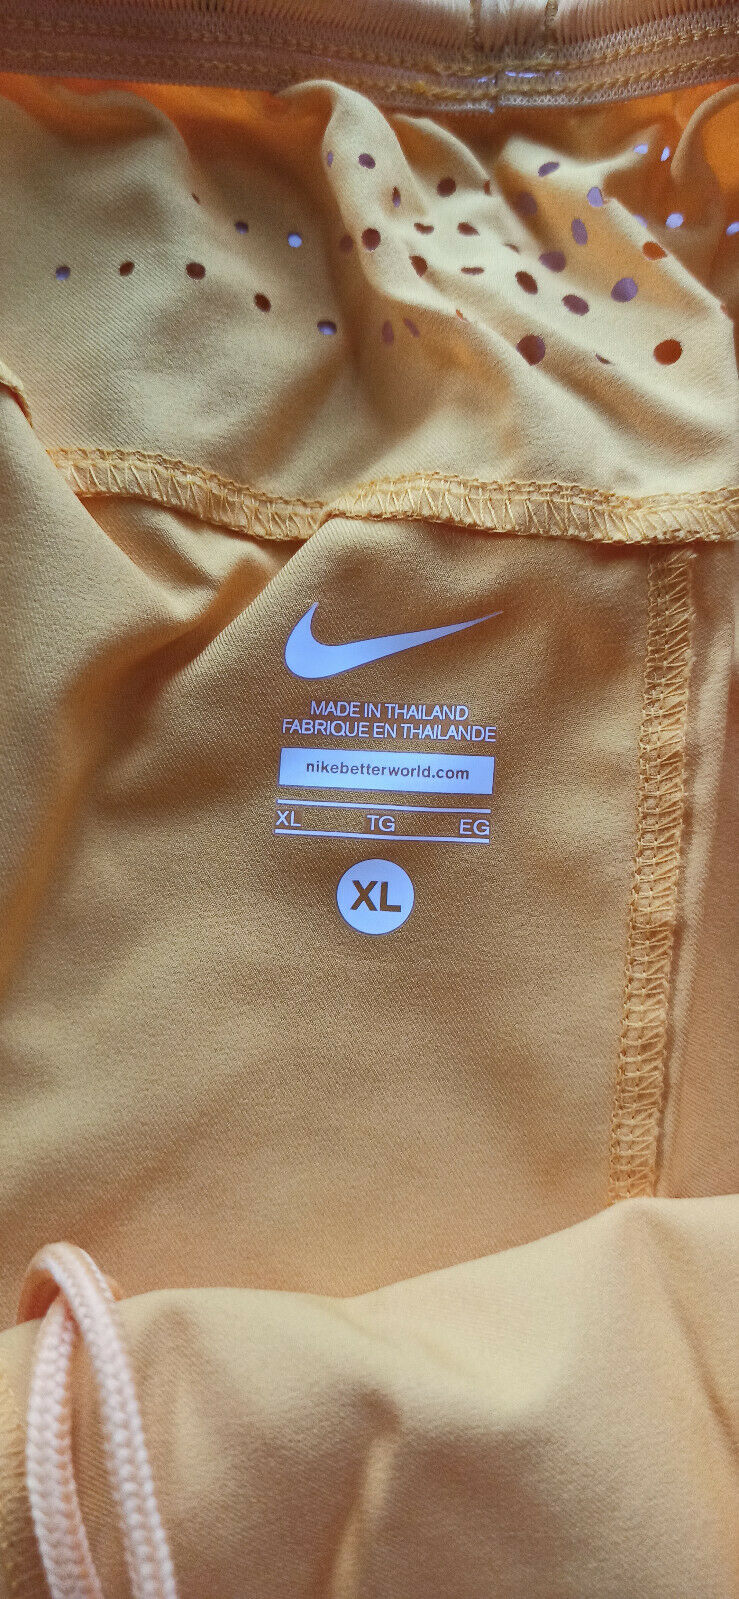 MADE IN THAILAND
FABRIQUE EN THAILANDE
nikebetterworld.com
XL TG EG
XL